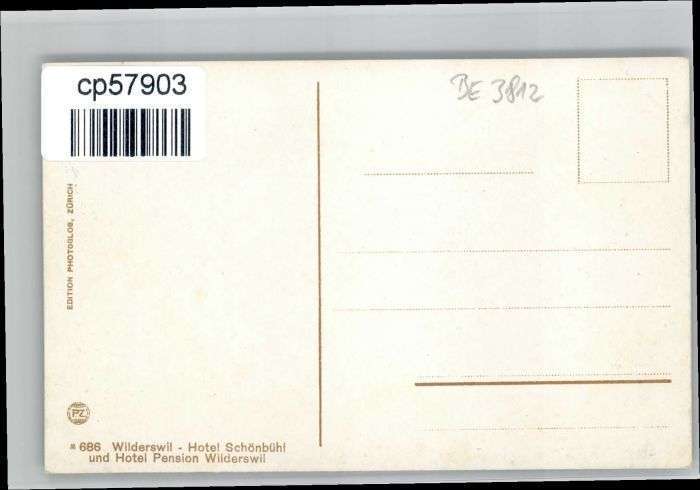 cp57903
BE 3812
EDITION PHOTOGLOB, ZÜRICH
PZ
686 Wilderswil - Hotel Schönbühl
und Hotel Pension Wilderswil